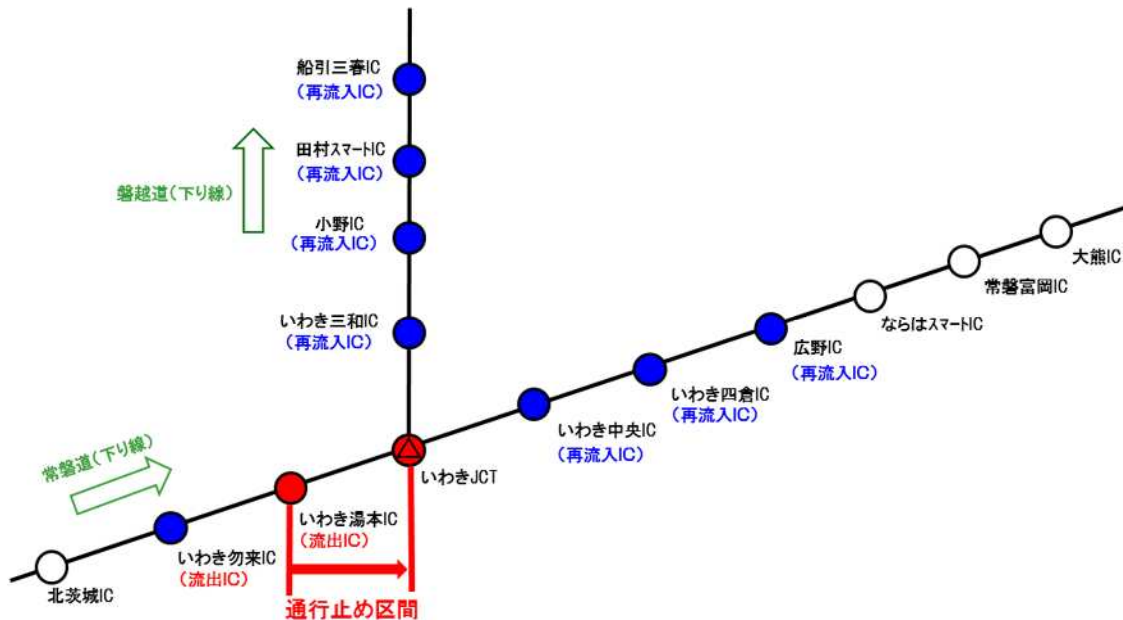 船引三春IC
(再流入IC)
田村スマートIC
(再流入IC)
磐越道(下り線)
小野IC
(再流入IC)
いわき三和IC
(再流入IC)
大熊IC
常磐富岡IC
ならはスマートIC
広野IC
(再流入IC)
いわき四倉IC
(再流入IC)
いわき中央IC
(再流入IC)
いわきJCT
常磐道(下り線)
いわき湯本IC
(流出IC)
いわき勿来IC
(流出IC)
北茨城IC
通行止め区間